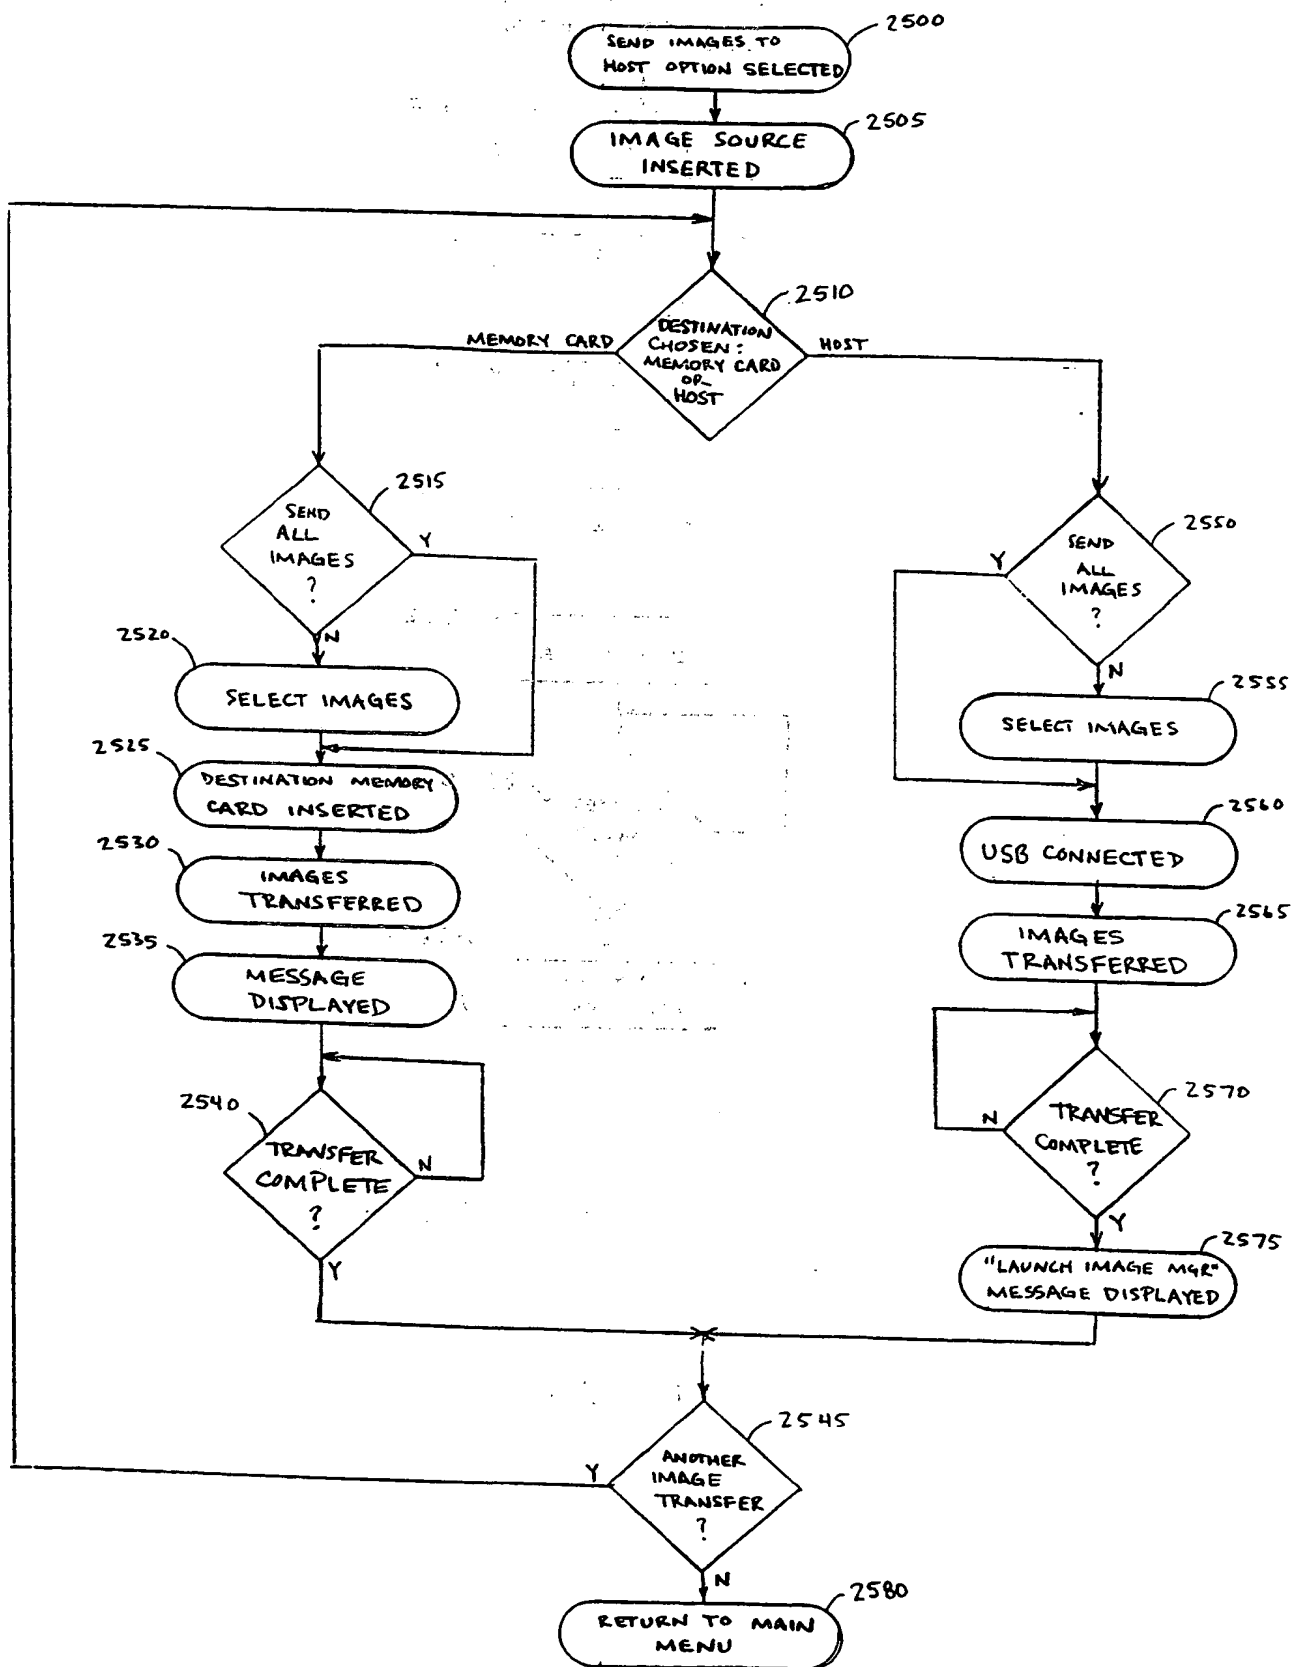 2500
SEND IMAGES TO
HOST OPTION SELECTED
2505
IMAGE SOURCE
INSERTED
2510
DESTINATION
CHOSEN:
MEMORY CARD
OR
HOST
MEMORY CARD
HOST
2515
SEND
ALL
IMAGES
?
Y
N
2520
SELECT IMAGES
2525
DESTINATION MEMORY
CARD INSERTED
2530
IMAGES
TRANSFERRED
2535
MESSAGE
DISPLAYED
2540
TRANSFER
COMPLETE
?
N
Y
2550
SEND
ALL
IMAGES
?
Y
N
2555
SELECT IMAGES
2560
USB CONNECTED
2565
IMAGES
TRANSFERRED
2570
TRANSFER
COMPLETE
?
N
Y
2575
"LAUNCH IMAGE MGR"
MESSAGE DISPLAYED
2545
ANOTHER
IMAGE
TRANSFER
?
Y
N
2580
RETURN TO MAIN
MENU